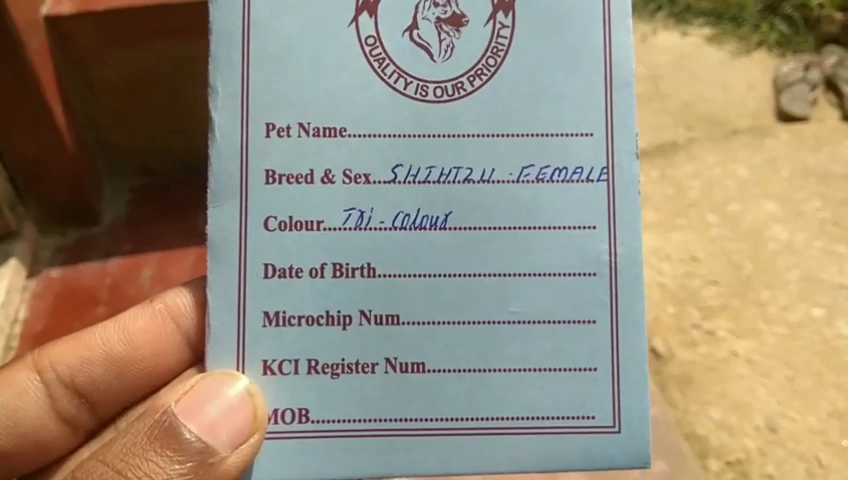 QUALITY IS OUR PRIORITY
Pet Name..................................................
Breed & Sex...SHIHTZU - FEMALE
Colour....Tri - colour..................................
Date of Birth............................................
Microchip Num.......................................
KCI Register Num..................................
MOB.........................................................